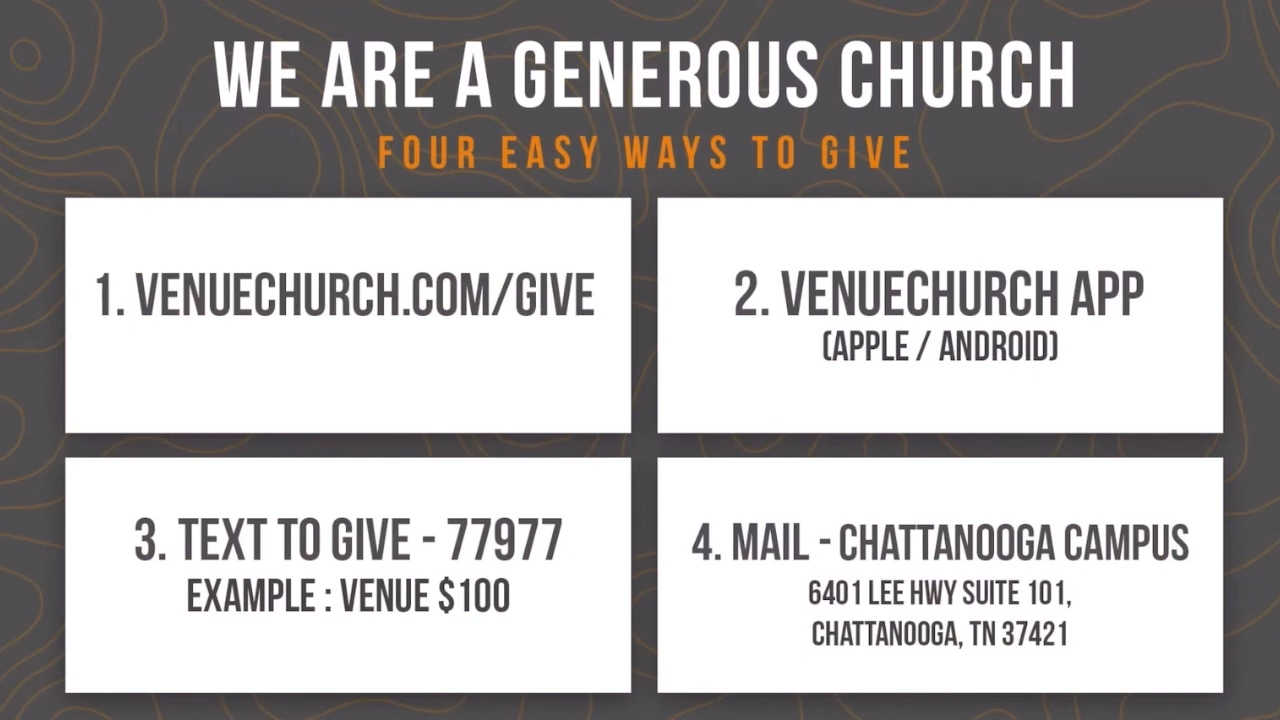 WE ARE A GENEROUS CHURCH
FOUR EASY WAYS TO GIVE
1. VENUECHURCH.COM/GIVE
2. VENUECHURCH APP
(APPLE / ANDROID)
3. TEXT TO GIVE - 77977
EXAMPLE : VENUE $100
4. MAIL - CHATTANOOGA CAMPUS
6401 LEE HWY SUITE 101,
CHATTANOOGA, TN 37421